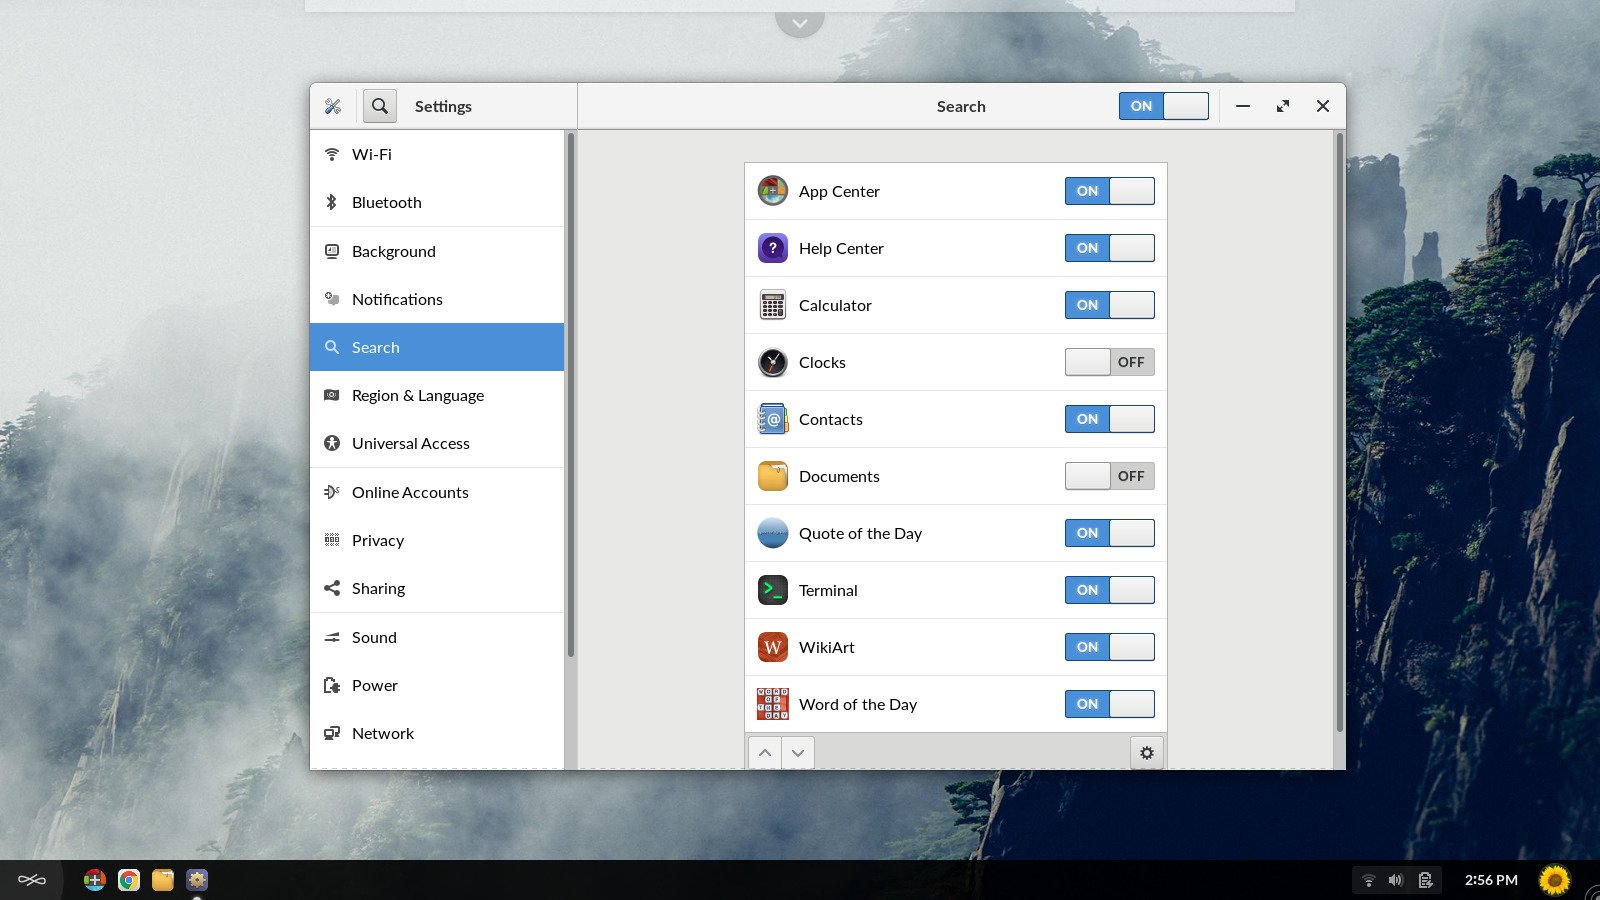 Settings
Search
ON
Wi-Fi
Bluetooth
Background
Notifications
Search
Region & Language
Universal Access
Online Accounts
Privacy
Sharing
Sound
Power
Network
App Center ON
Help Center ON
Calculator ON
Clocks OFF
Contacts ON
Documents OFF
Quote of the Day ON
Terminal ON
WikiArt ON
Word of the Day ON
2:56 PM